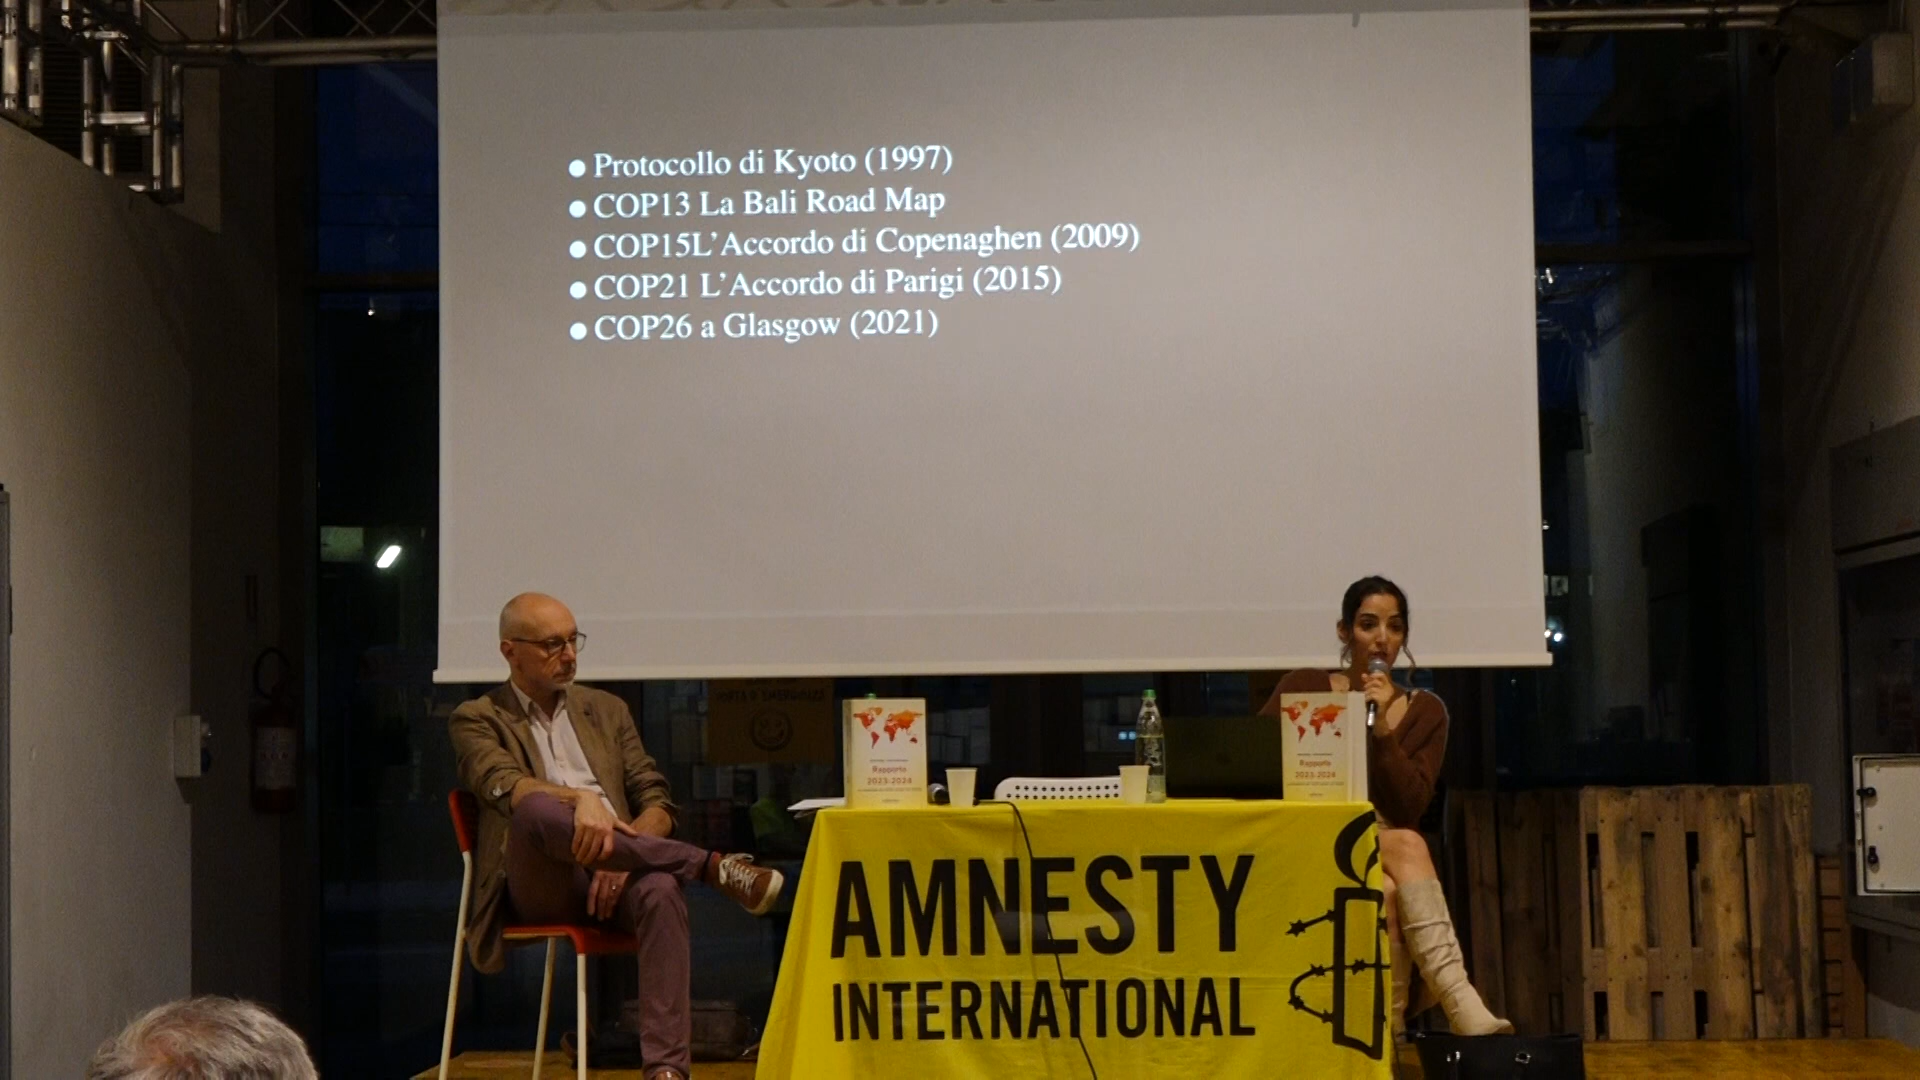 ● Protocollo di Kyoto (1997)
● COP13 La Bali Road Map
● COP15L’Accordo di Copenaghen (2009)
● COP21 L’Accordo di Parigi (2015)
● COP26 a Glasgow (2021)
Rapporto
2023-2024
Rapporto
2023-2024
AMNESTY
INTERNATIONAL